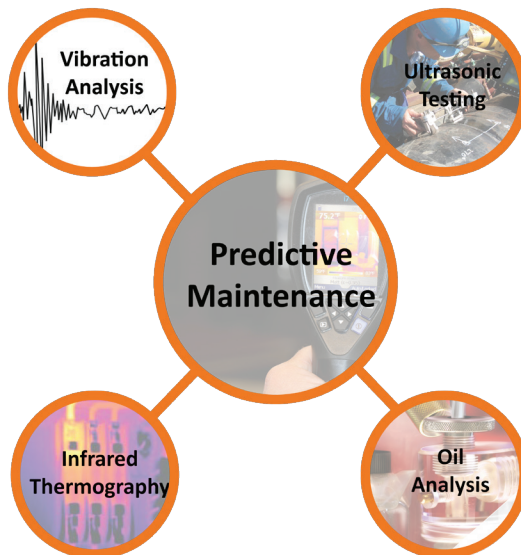 Vibration
Analysis
Ultrasonic
Testing
Predictive
Maintenance
Infrared
Thermography
Oil
Analysis